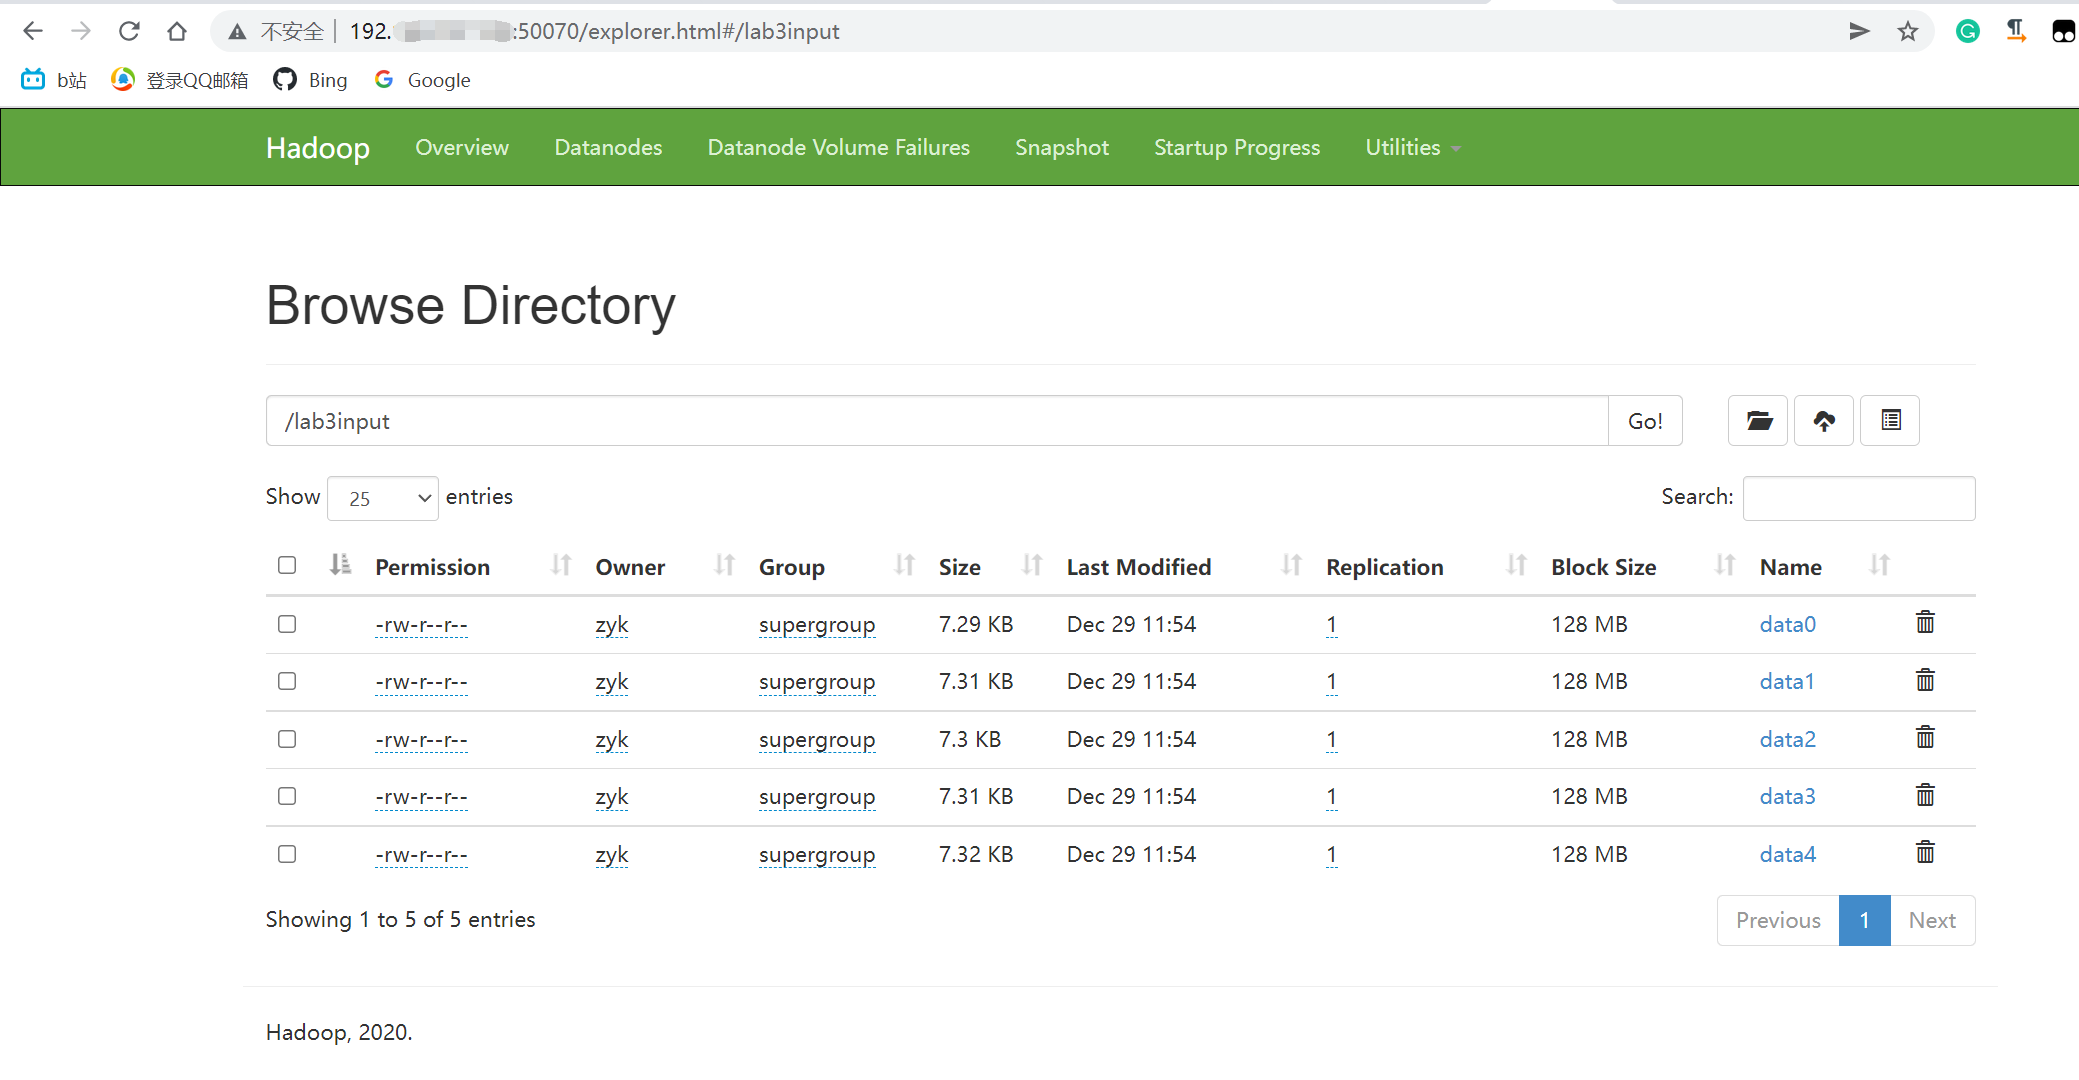 不安全 192. :50070/explorer.html#/lab3input
b站 登录QQ邮箱 Bing Google
Hadoop Overview Datanodes Datanode Volume Failures Snapshot Startup Progress Utilities
Browse Directory
/lab3input Go!
Show 25 entries Search:
Permission Owner Group Size Last Modified Replication Block Size Name
-rw-r--r-- zyk supergroup 7.29 KB Dec 29 11:54 1 128 MB data0
-rw-r--r-- zyk supergroup 7.31 KB Dec 29 11:54 1 128 MB data1
-rw-r--r-- zyk supergroup 7.3 KB Dec 29 11:54 1 128 MB data2
-rw-r--r-- zyk supergroup 7.31 KB Dec 29 11:54 1 128 MB data3
-rw-r--r-- zyk supergroup 7.32 KB Dec 29 11:54 1 128 MB data4
Showing 1 to 5 of 5 entries Previous 1 Next
Hadoop, 2020.